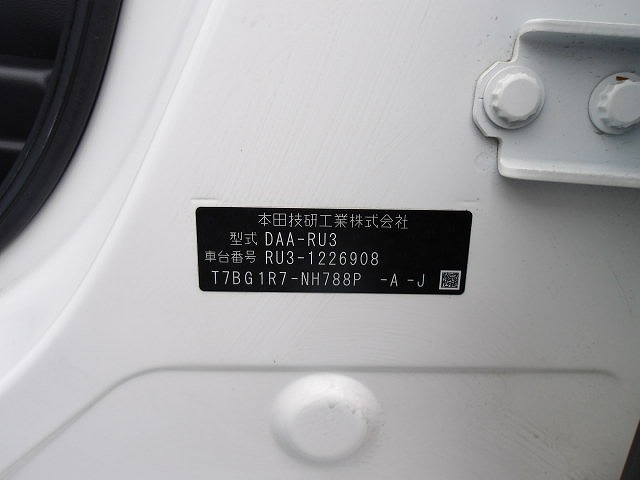 本田技研工業株式会社
型式 DAA-RU3
車台番号 RU3-1226908
T7BG1R7-NH788P -A -J